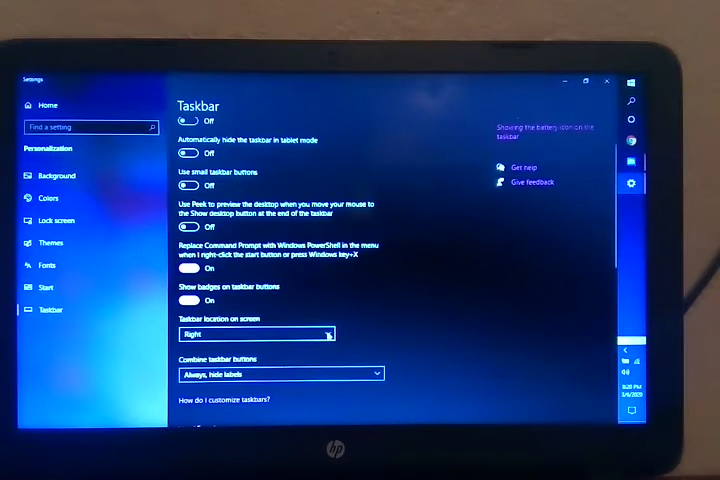 Settings
Home
Find a setting
Personalization
Background
Colors
Lock screen
Themes
Fonts
Start
Taskbar
Taskbar
Off
Automatically hide the taskbar in tablet mode
Off
Use small taskbar buttons
Off
Use Peek to preview the desktop when you move your mouse to
the Show desktop button at the end of the taskbar
Off
Replace Command Prompt with Windows PowerShell in the menu
when I right-click the start button or press Windows key+X
On
Show badges on taskbar buttons
On
Taskbar location on screen
Right
Combine taskbar buttons
Always, hide labels
How do I customize taskbars?
Showing the battery icon on the
taskbar
Get help
Give feedback
8:20 PM
hp